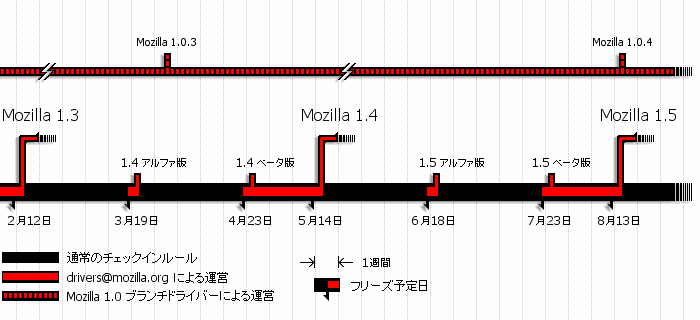 Mozilla 1.0.3
Mozilla 1.0.4
Mozilla 1.3
Mozilla 1.4
Mozilla 1.5
1.4 アルファ版
1.4 ベータ版
1.5 アルファ版
1.5 ベータ版
2月12日
3月19日
4月23日
5月14日
6月18日
7月23日
8月13日
通常のチェックインルール
drivers@mozilla.org による運営
Mozilla 1.0 ブランチドライバーによる運営
1週間
フリーズ予定日